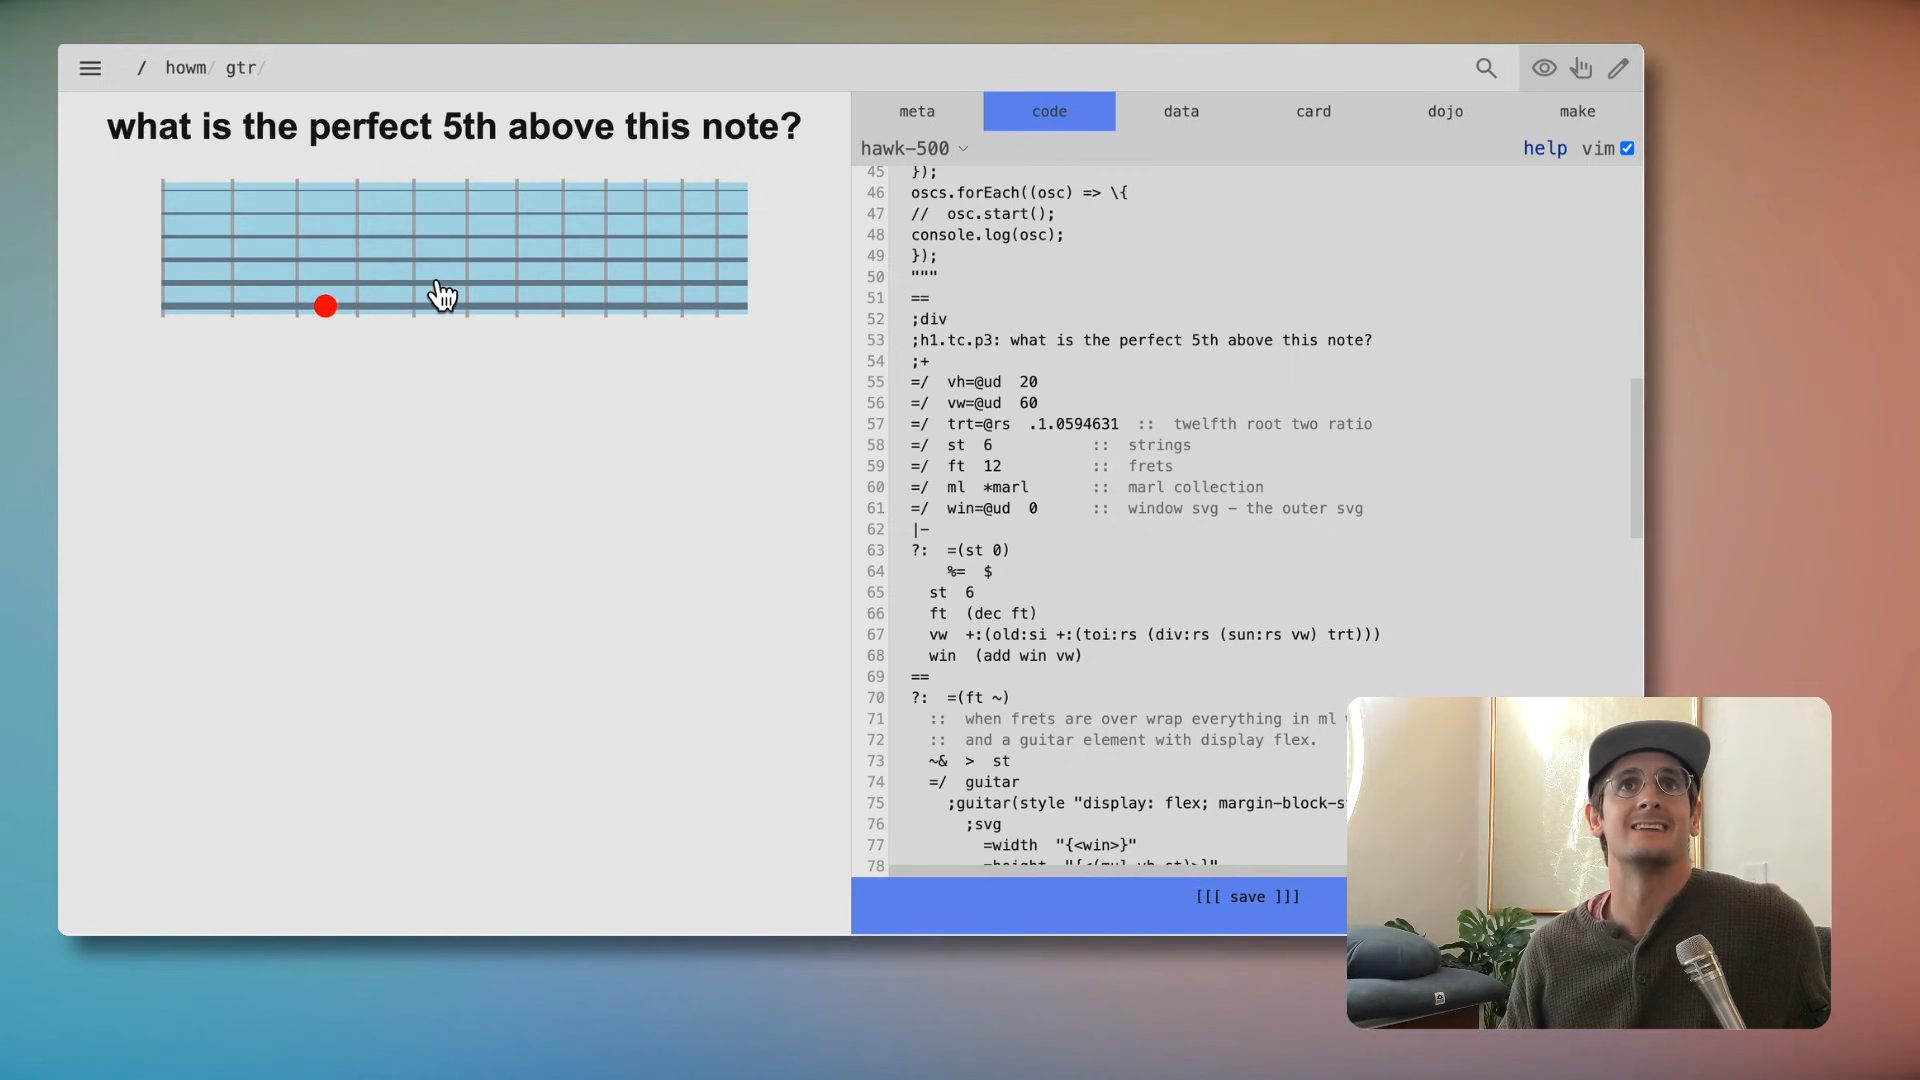 / howm/ gtr/
what is the perfect 5th above this note?
meta code data card dojo make
hawk-500
help vim
45 });
46 oscs.forEach((osc) => \{
47 //  osc.start();
48 console.log(osc);
49 });
50 """
51 ==
52 ;div
53 ;h1.tc.p3: what is the perfect 5th above this note?
54 ;+
55 =/  vh=@ud  20
56 =/  vw=@ud  60
57 =/  trt=@rs  .1.0594631  ::  twelfth root two ratio
58 =/  st  6           ::  strings
59 =/  ft  12          ::  frets
60 =/  ml  *marl       ::  marl collection
61 =/  win=@ud  0      ::  window svg - the outer svg
62 |-
63 ?:  =(st 0)
64     %=  $
65   st  6
66   ft  (dec ft)
67   vw  +:(old:si +:(toi:rs (div:rs (sun:rs vw) trt)))
68   win  (add win vw)
69 ==
70 ?:  =(ft ~)
71   ::  when frets are over wrap everything in ml
72   ::  and a guitar element with display flex.
73   ~&  >  st
74   =/  guitar
75     ;guitar(style "display: flex; margin-block-s
76       ;svg
77         =width  "{<win>}"
78         =height  "{<(mul vh st)>}"
[[[ save ]]]